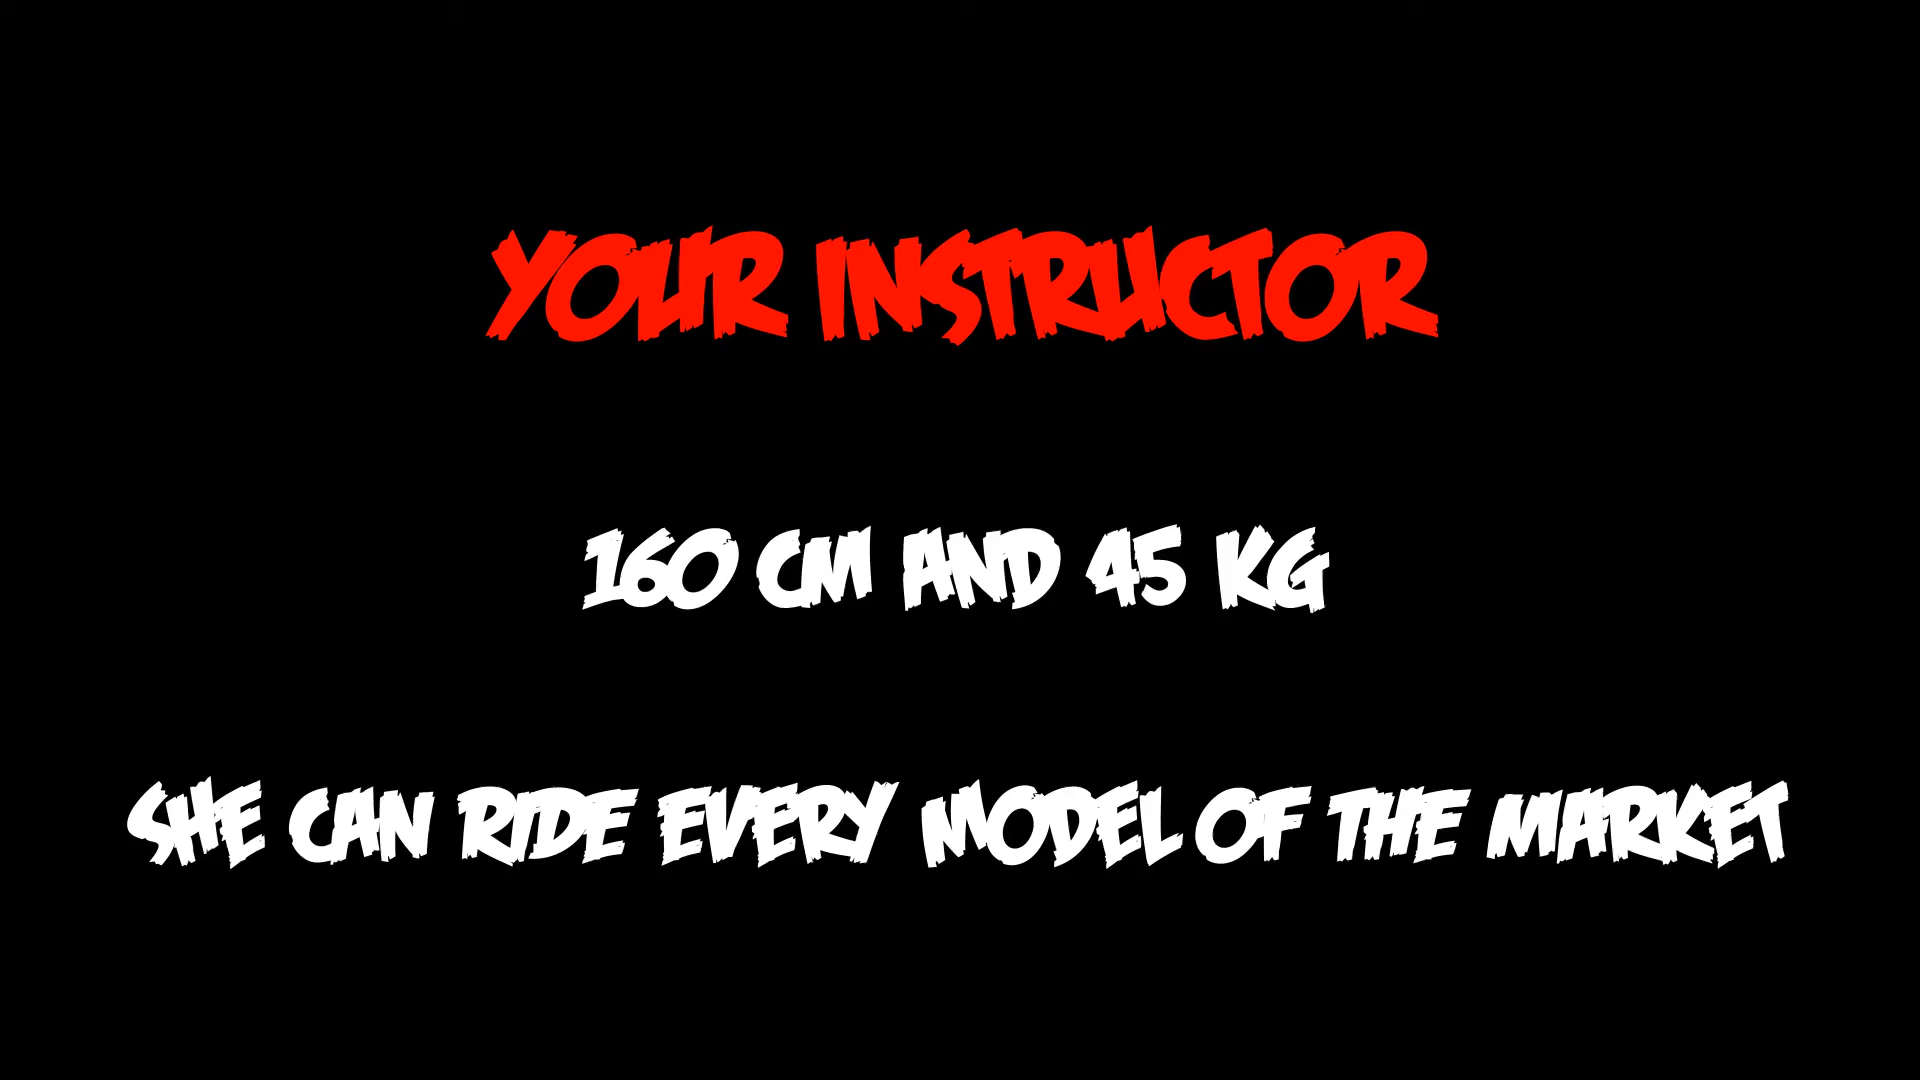 YOUR INSTRUCTOR
160 CM AND 45 KG
SHE CAN RIDE EVERY MODEL OF THE MARKET